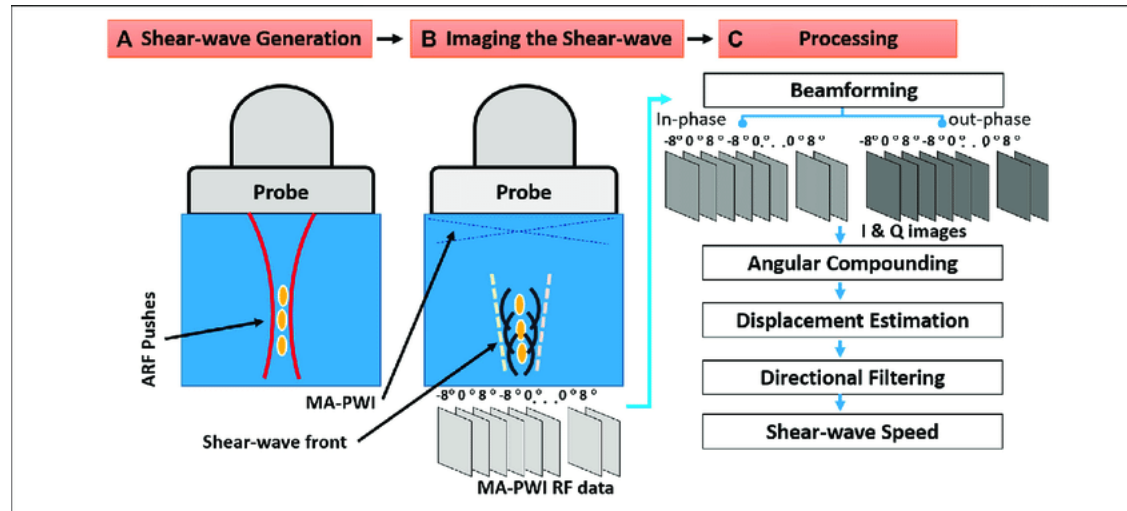 A Shear-wave Generation
B Imaging the Shear-wave
C Processing
Probe
ARF Pushes
Probe
MA-PWI
Shear-wave front
-8° 0° 8° -8° 0°. . .0° 8°
MA-PWI RF data
Beamforming
In-phase
out-phase
-8° 0° 8° -8° 0°. . .0° 8°
-8° 0° 8° -8° 0°. . .0° 8°
I & Q images
Angular Compounding
Displacement Estimation
Directional Filtering
Shear-wave Speed